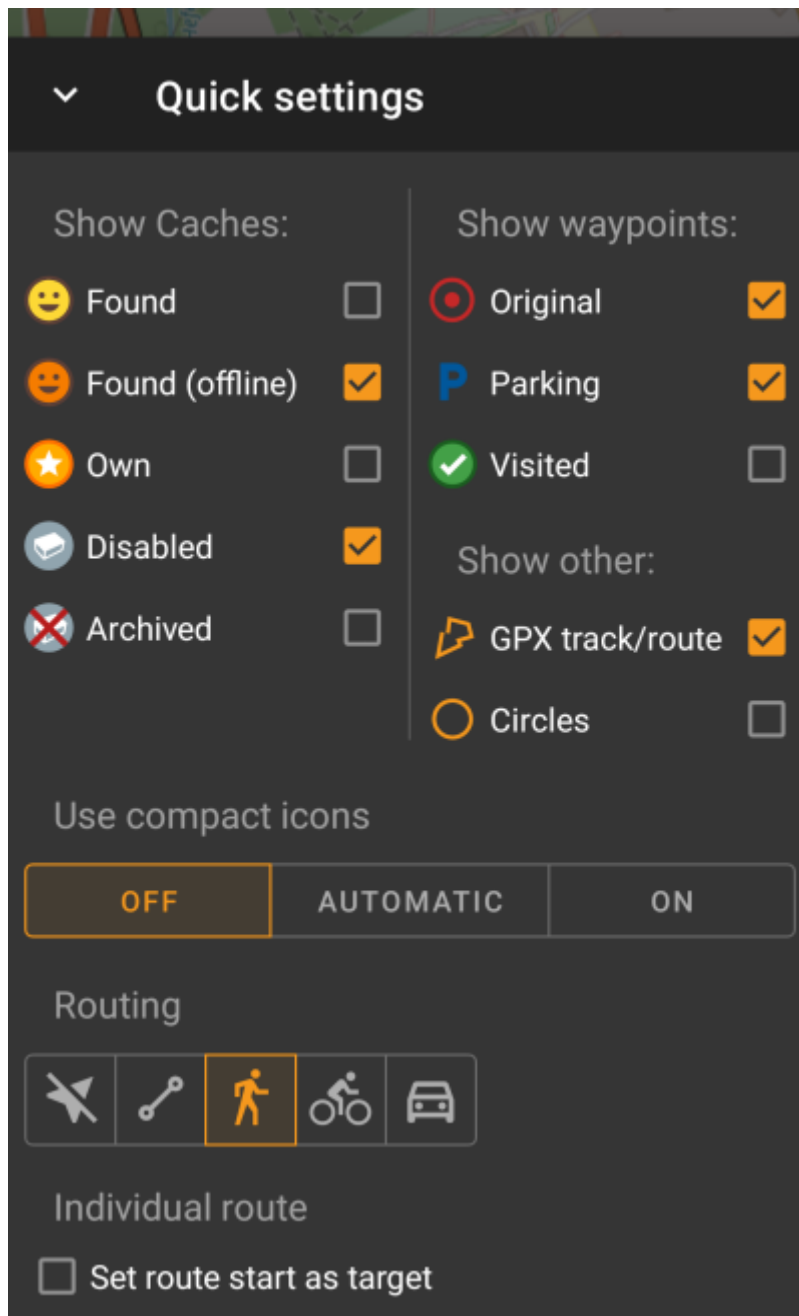 Quick settings
Show Caches:
Found
Found (offline)
Own
Disabled
Archived
Show waypoints:
Original
P Parking
Visited
Show other:
GPX track/route
Circles
Use compact icons
OFF AUTOMATIC ON
Routing
Individual route
Set route start as target